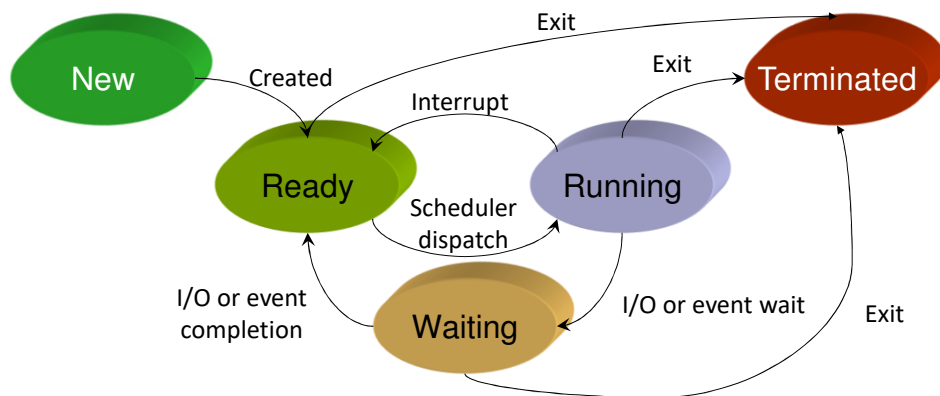 Exit
New
Created
Exit
Terminated
Interrupt
Ready
Running
Scheduler
dispatch
I/O or event
completion
Waiting
I/O or event wait
Exit